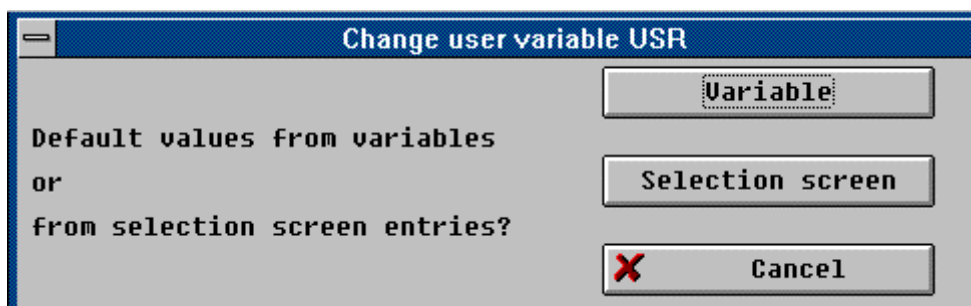 Change user variable USR
Variable
Default values from variables
or
Selection screen
from selection screen entries?
Cancel